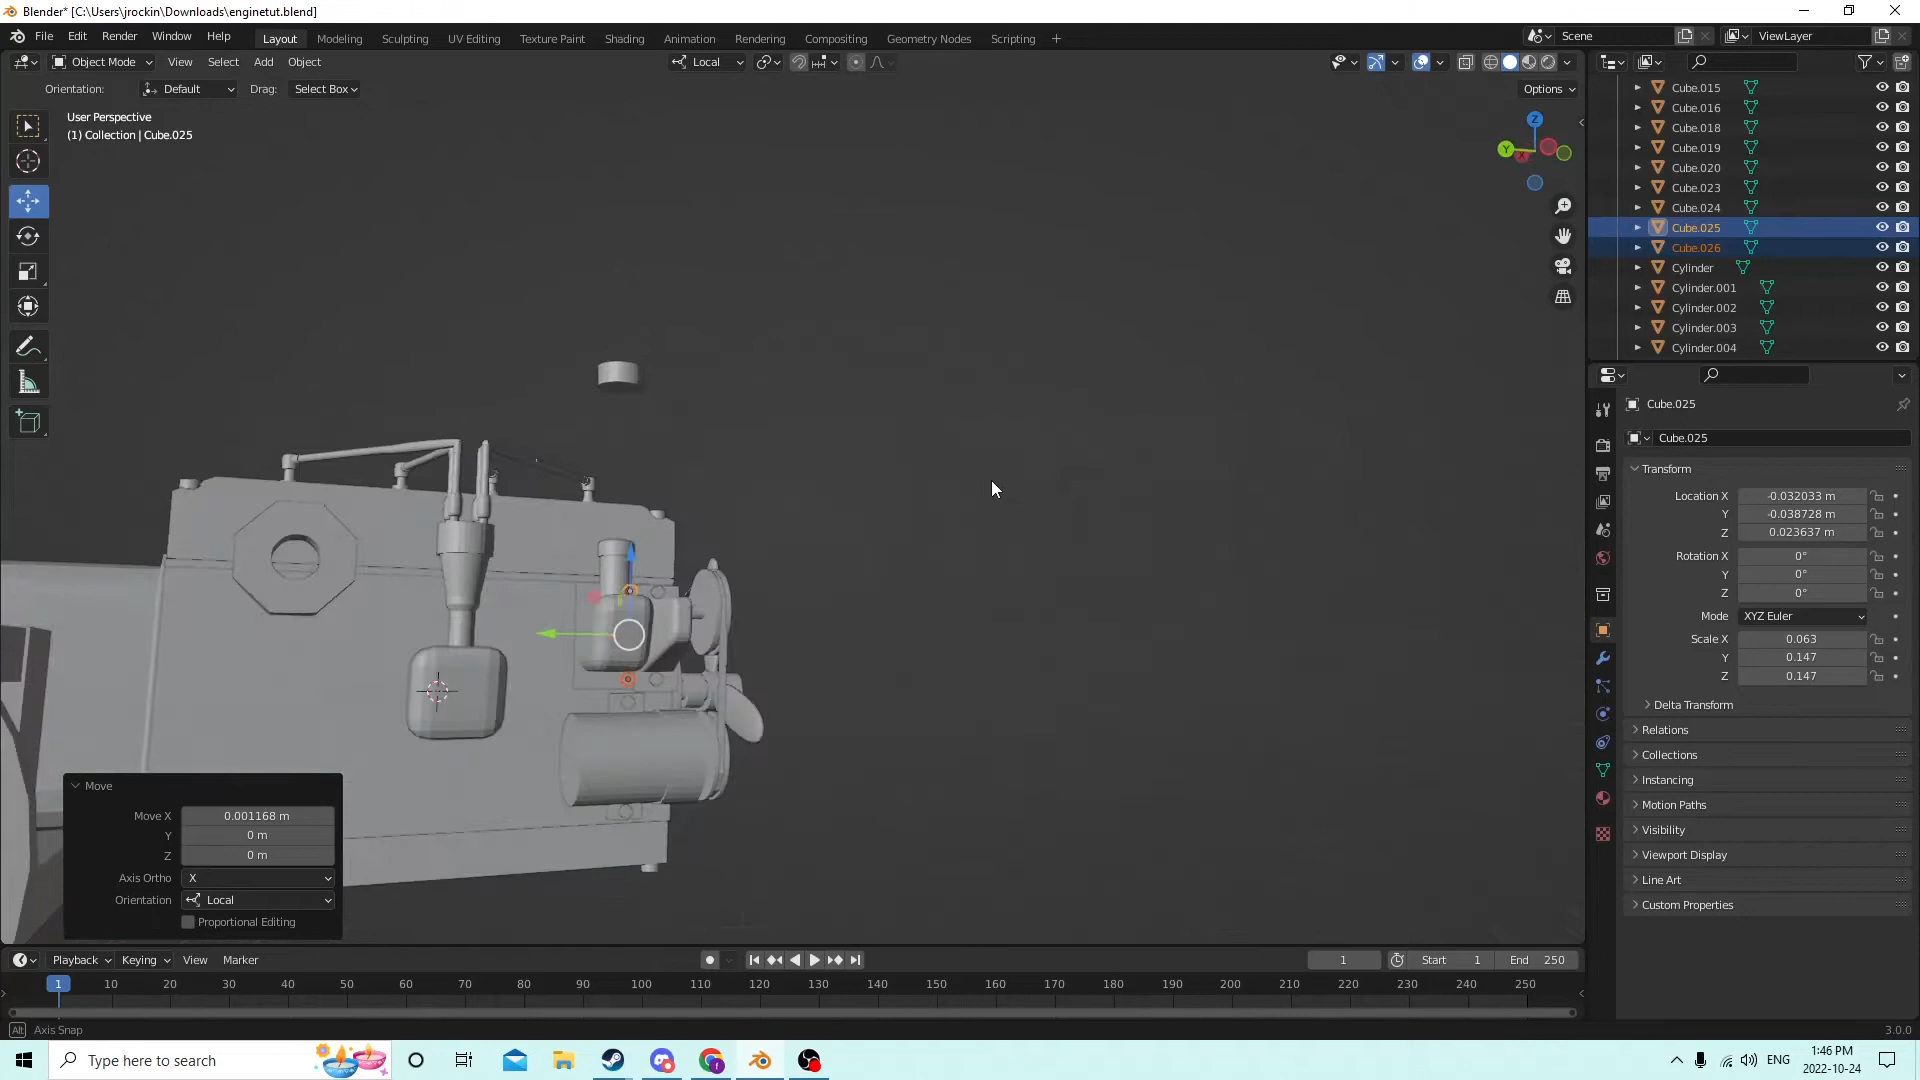 Blender* [C:\Users\jrockin\Downloads\enginetut.blend]
File Edit Render Window Help Layout Modeling Sculpting UV Editing Texture Paint Shading Animation Rendering Compositing Geometry Nodes Scripting Scene ViewLayer
Object Mode View Select Add Object Local
Orientation: Default Drag: Select Box Options
User Perspective
(1) Collection | Cube.025
Z
Y
X
Cube.015
Cube.016
Cube.018
Cube.019
Cube.020
Cube.023
Cube.024
Cube.025
Cube.026
Cylinder
Cylinder.001
Cylinder.002
Cylinder.003
Cylinder.004
Cube.025
Cube.025
Transform
Location X -0.032033 m
Y -0.038728 m
Z 0.023637 m
Rotation X 0°
Y 0°
Z 0°
Mode XYZ Euler
Scale X 0.063
Y 0.147
Z 0.147
Delta Transform
Relations
Collections
Instancing
Motion Paths
Visibility
Viewport Display
Line Art
Custom Properties
Move
Move X 0.001168 m
Y 0 m
Z 0 m
Axis Ortho X
Orientation Local
Proportional Editing
Playback Keying View Marker 1 Start 1 End 250
1 10 20 30 40 50 60 70 80 90 100 110 120 130 140 150 160 170 180 190 200 210 220 230 240 250
Alt Axis Snap 3.0.0
Type here to search ENG 1:46 PM
2022-10-24